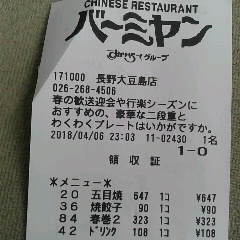 CHINESE RESTAURANT
バーミヤン
すかいらーくグループ
171000 長野大豆島店
026-268-4506
春の歓送迎会や行楽シーズンに
おすすめの、豪華な二段重と
わくわくプレートはいかがですか。
2018/04/06 23:03 11-02430 1名
1-0
領 収 証
*メニュー*
20 五目焼 647 1コ ¥647
36 焼餃子 90 1コ ¥90
84 春巻2 323 1コ ¥323
42 ドリンク 108 1コ ¥108